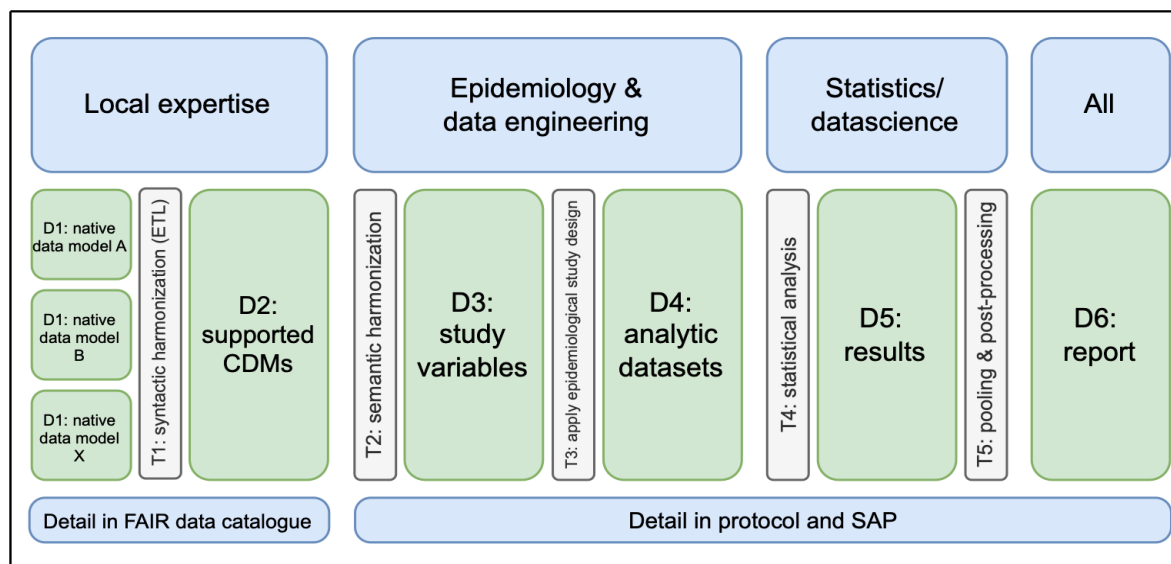 Local expertise
Epidemiology &
data engineering
Statistics/
datascience
All
D1: native
data model A
D1: native
data model
B
D1: native
data model
X
T1: syntactic harmonization (ETL)
D2:
supported
CDMs
T2: semantic harmonization
D3:
study
variables
T3: apply epidemiological study design
D4:
analytic
datasets
T4: statistical analysis
D5:
results
T5: pooling & post-processing
D6:
report
Detail in FAIR data catalogue
Detail in protocol and SAP